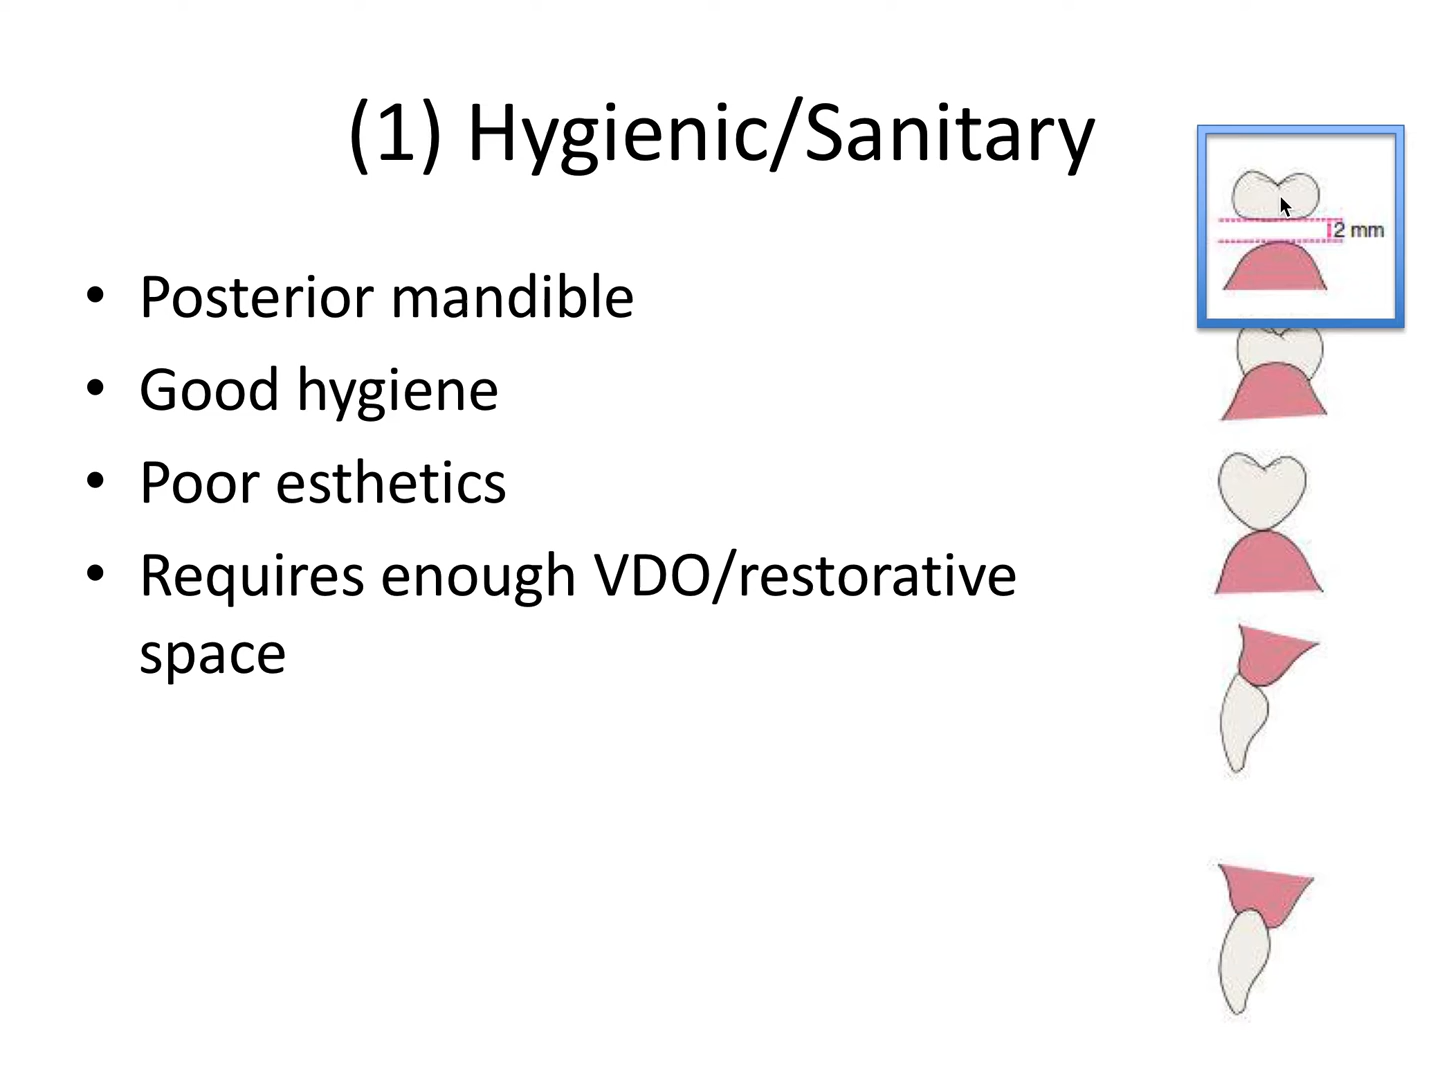 (1) Hygienic/Sanitary
2 mm
• Posterior mandible
• Good hygiene
• Poor esthetics
• Requires enough VDO/restorative
space